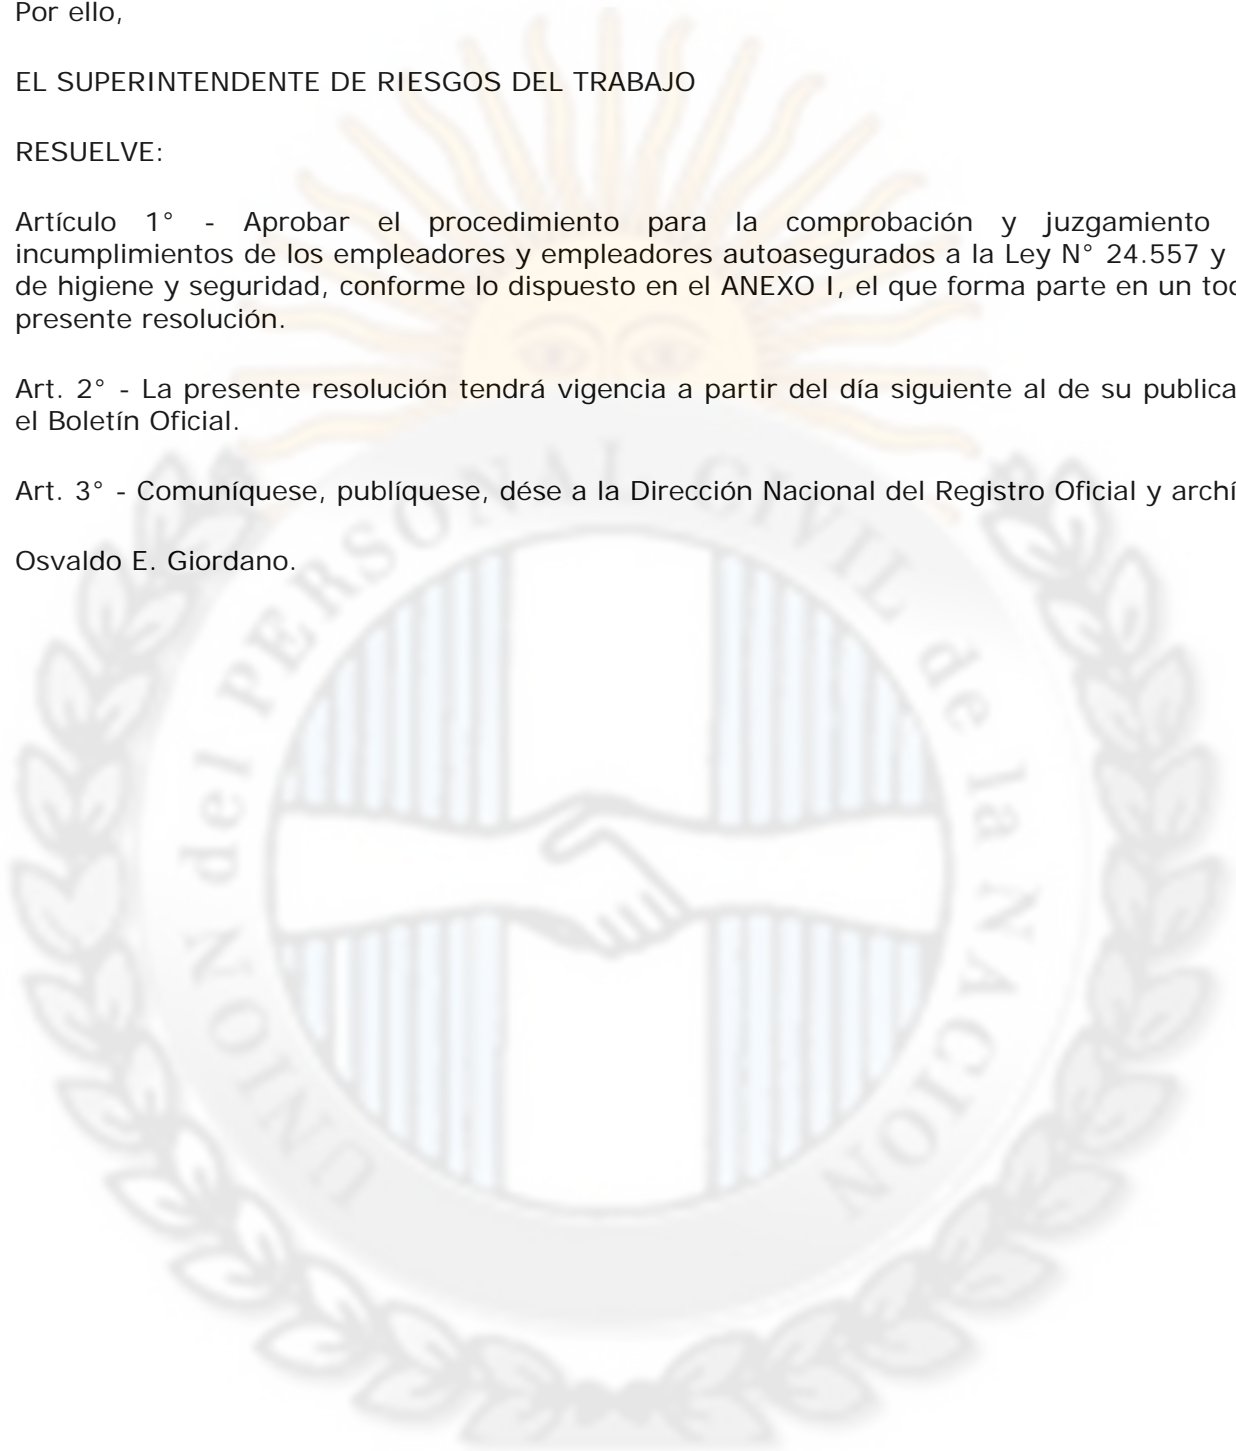 Por ello,
EL SUPERINTENDENTE DE RIESGOS DEL TRABAJO
RESUELVE:
Artículo 1° - Aprobar el procedimiento para la comprobación y juzgamiento
incumplimientos de los empleadores y empleadores autoasegurados a la Ley N° 24.557 y
de higiene y seguridad, conforme lo dispuesto en el ANEXO I, el que forma parte en un
presente resolución.
Art. 2° - La presente resolución tendrá vigencia a partir del día siguiente al de su
el Boletín Oficial.
Art. 3° - Comuníquese, publíquese, dése a la Dirección Nacional del Registro Oficial y
Osvaldo E. Giordano.
UNION del PERSONAL CIVIL de la NACION